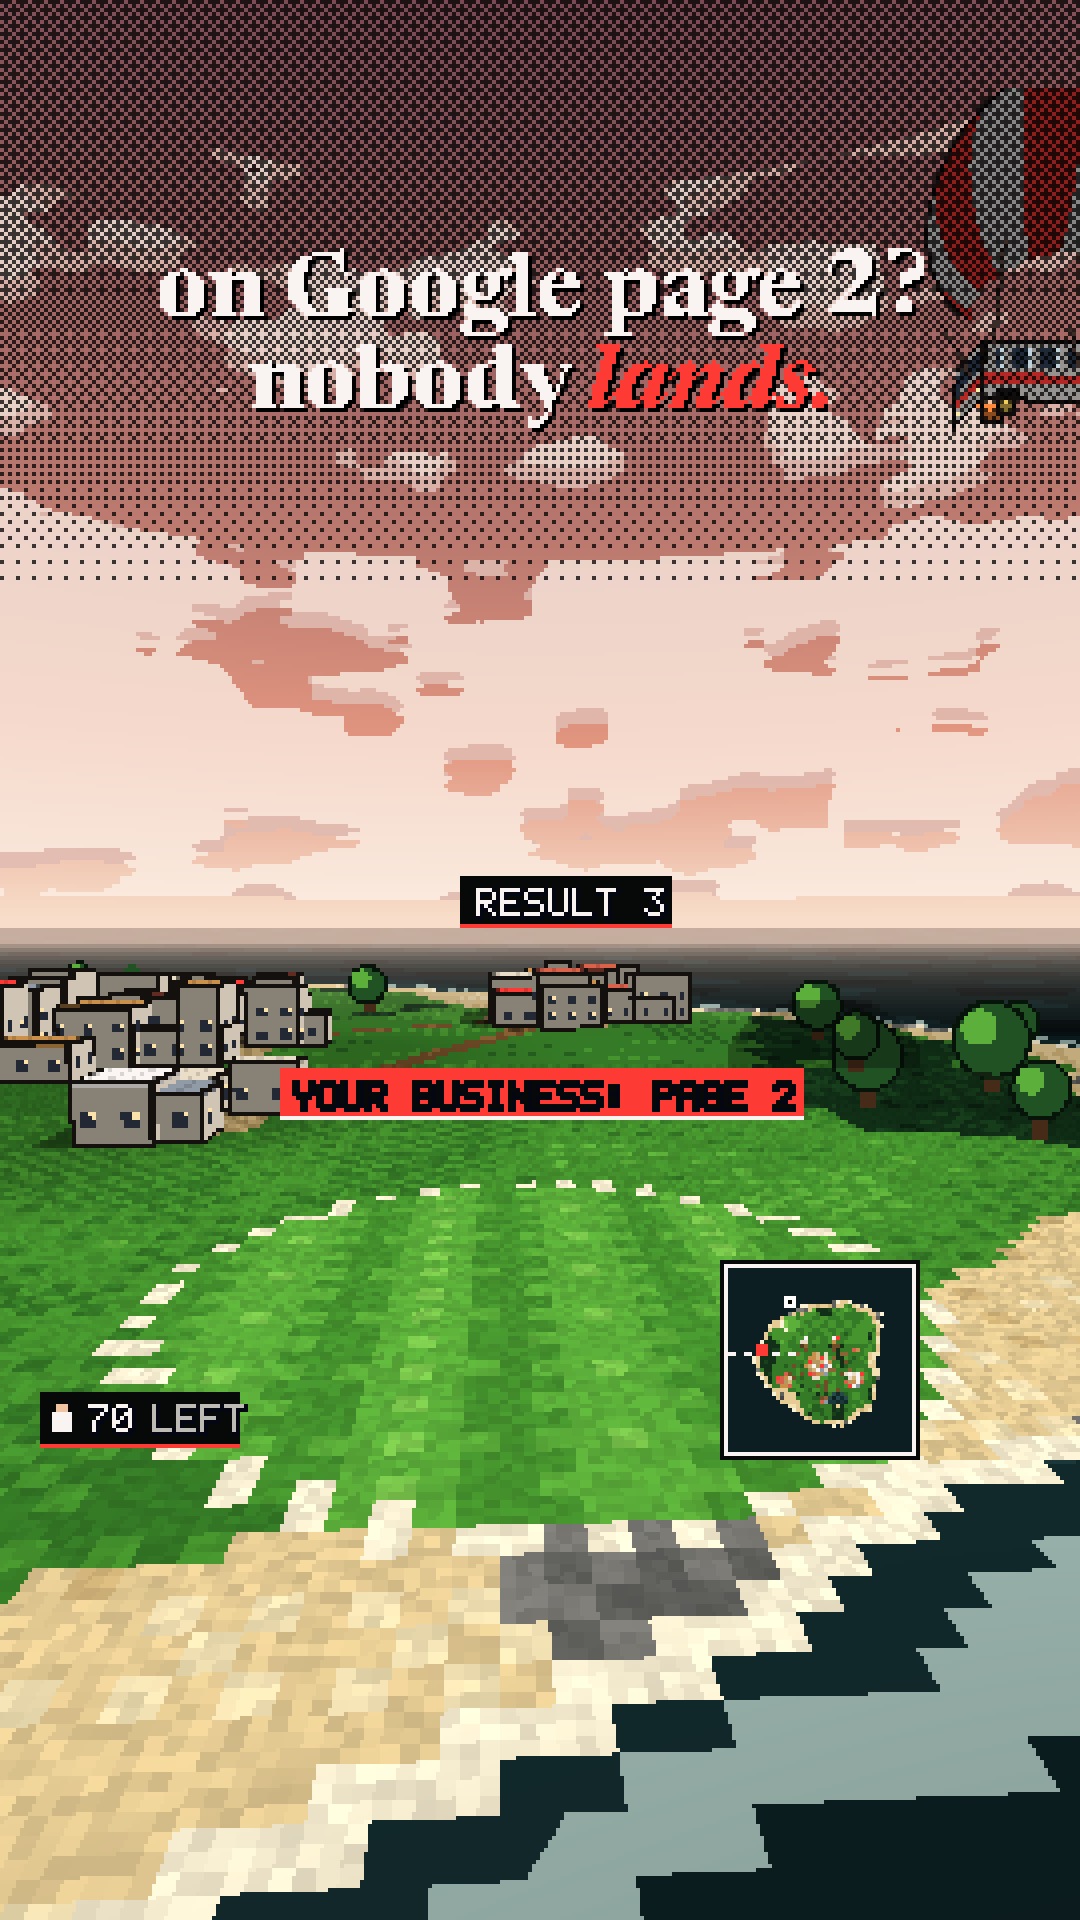 on Google page 2?
nobody lands.
RESULT 3
YOUR BUSINESS: PAGE 2
70 LEFT